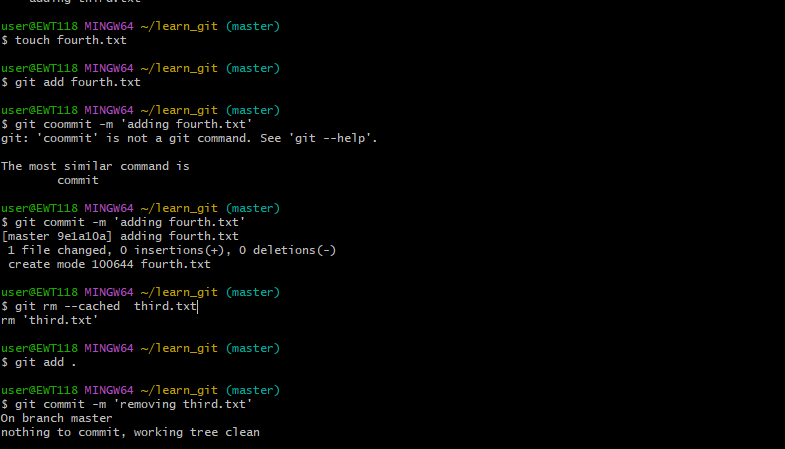 adding third.txt
user@EWT118 MINGW64 ~/learn_git (master)
$ touch fourth.txt
user@EWT118 MINGW64 ~/learn_git (master)
$ git add fourth.txt
user@EWT118 MINGW64 ~/learn_git (master)
$ git coommit -m 'adding fourth.txt'
git: 'coommit' is not a git command. See 'git --help'.
The most similar command is
commit
user@EWT118 MINGW64 ~/learn_git (master)
$ git commit -m 'adding fourth.txt'
[master 9e1a10a] adding fourth.txt
1 file changed, 0 insertions(+), 0 deletions(-)
create mode 100644 fourth.txt
user@EWT118 MINGW64 ~/learn_git (master)
$ git rm --cached  third.txt
rm 'third.txt'
user@EWT118 MINGW64 ~/learn_git (master)
$ git add .
user@EWT118 MINGW64 ~/learn_git (master)
$ git commit -m 'removing third.txt'
On branch master
nothing to commit, working tree clean